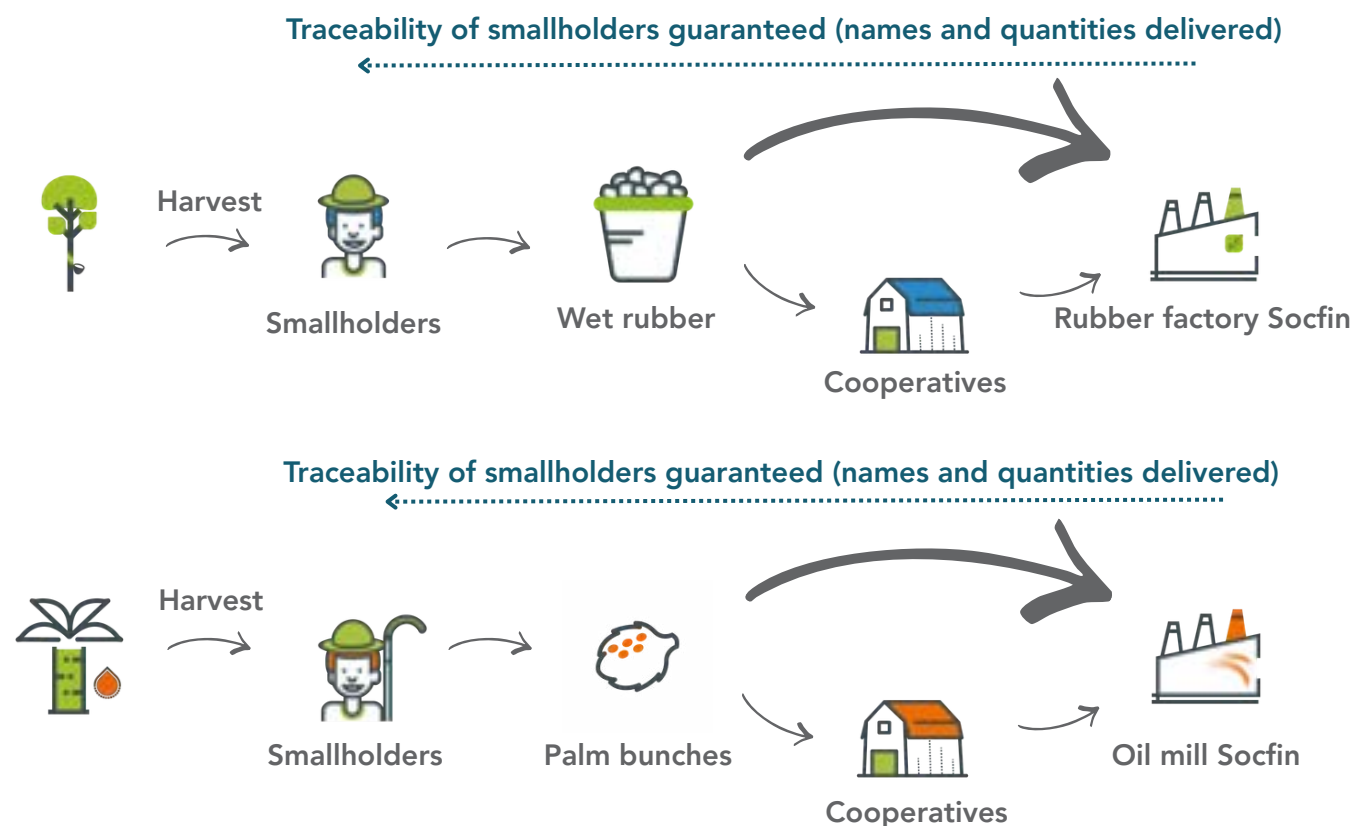 Traceability of smallholders guaranteed (names and quantities delivered)
Harvest
Smallholders
Wet rubber
Cooperatives
Rubber factory Socfin
Traceability of smallholders guaranteed (names and quantities delivered)
Harvest
Smallholders
Palm bunches
Cooperatives
Oil mill Socfin